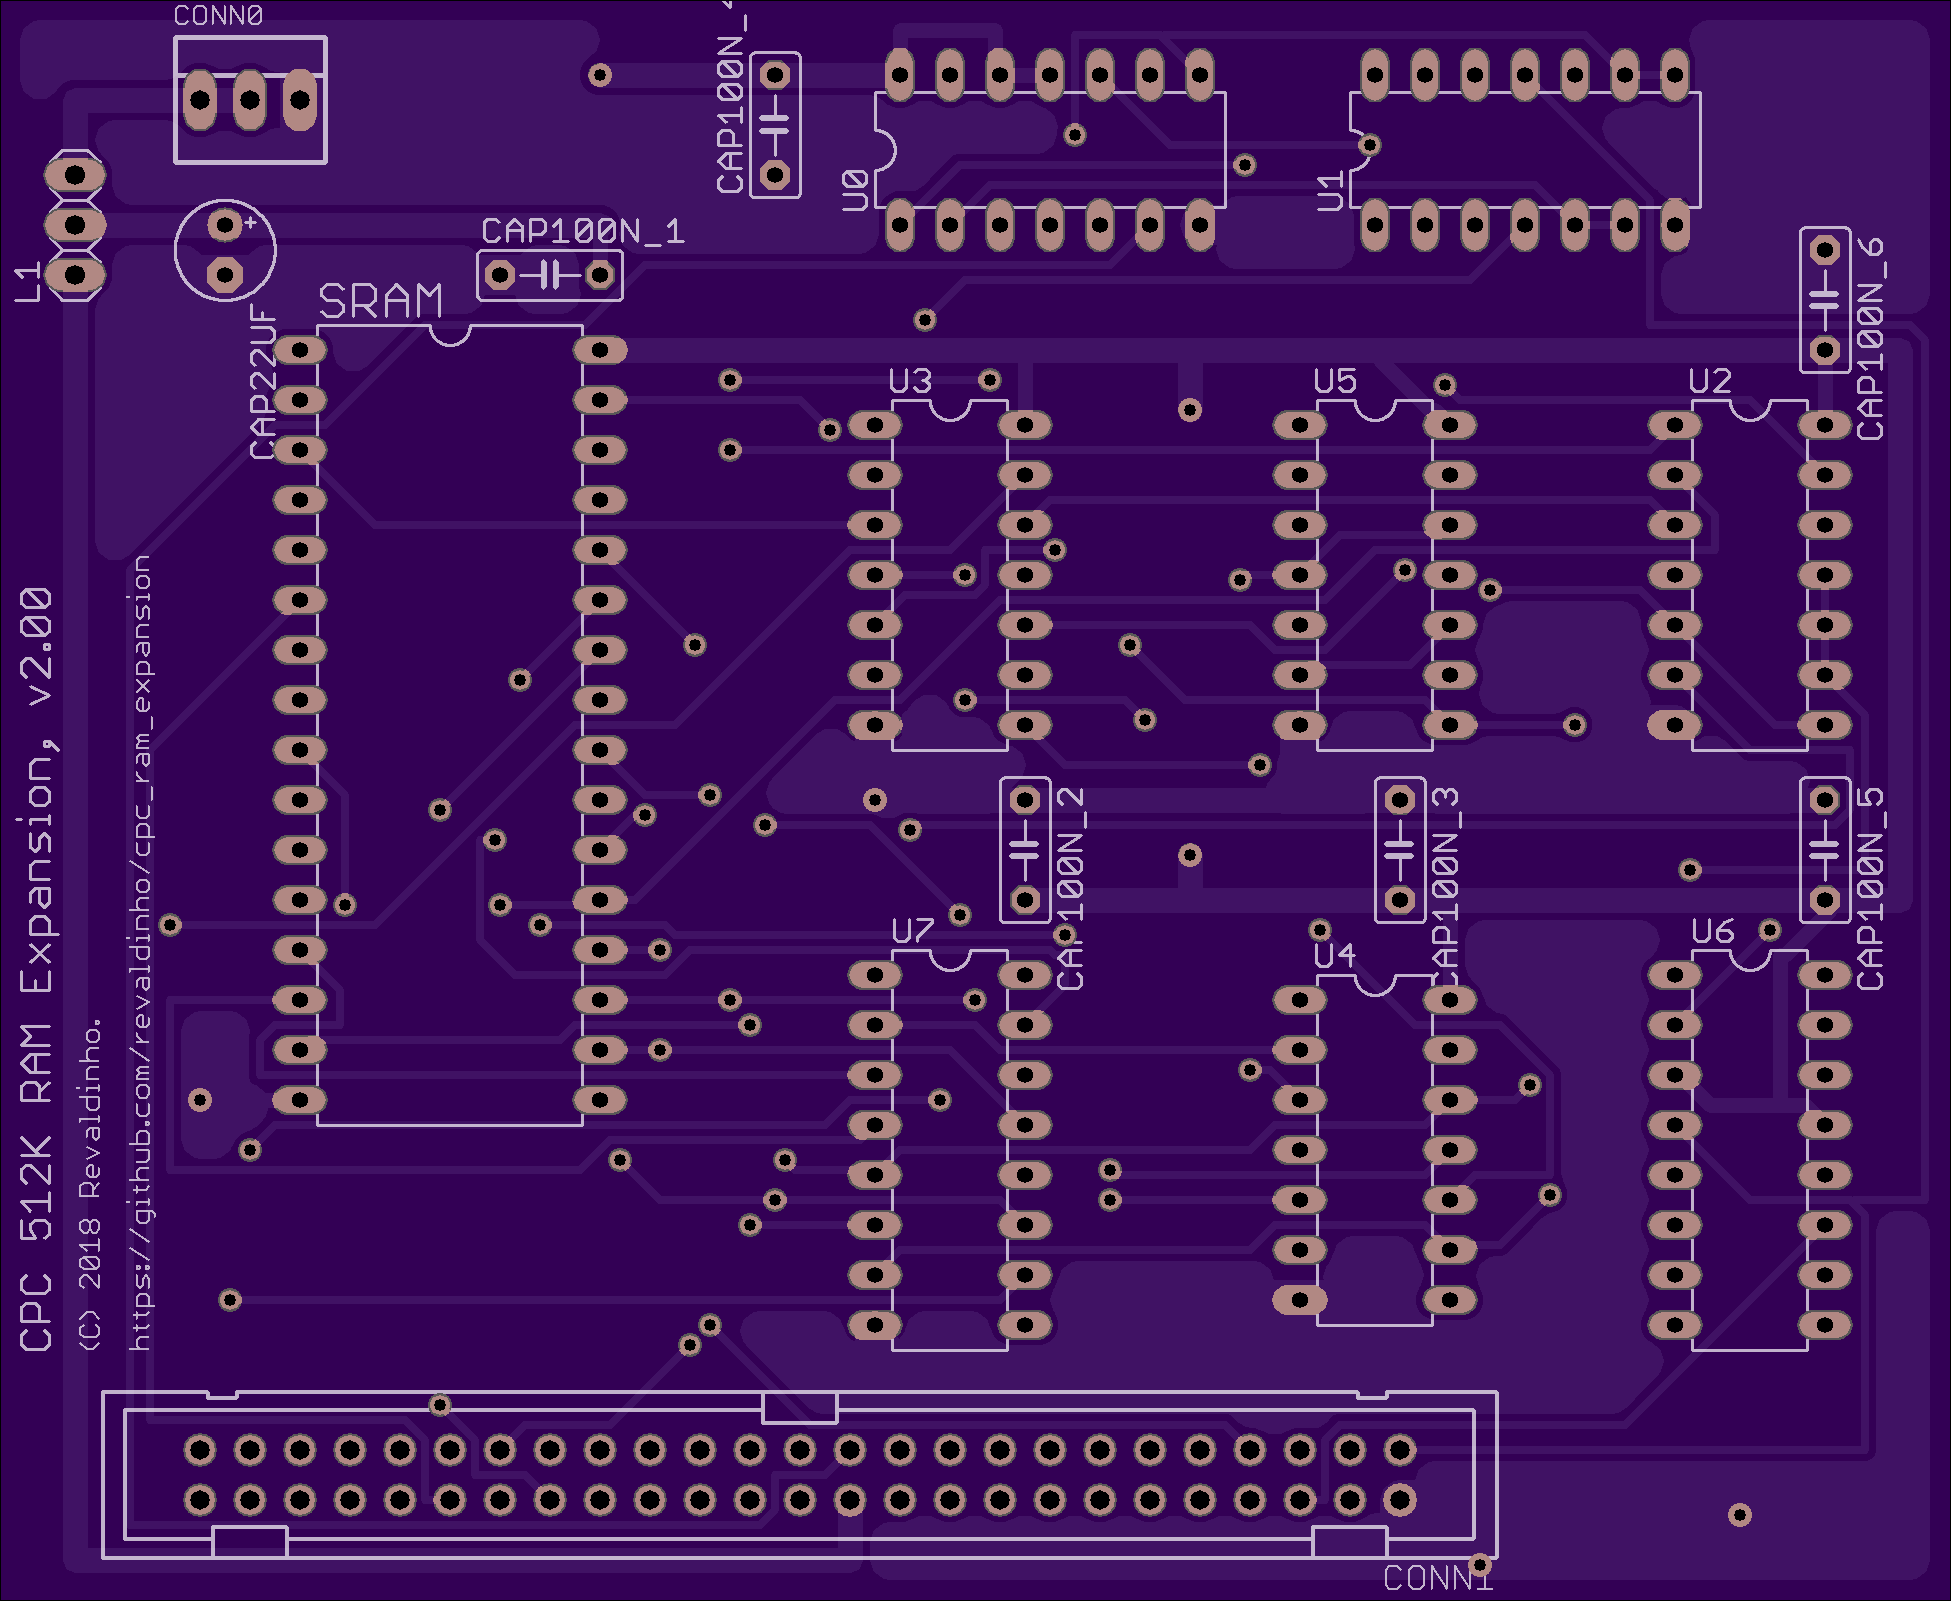 CONN0
CAP100N_4
U0
U1
L1
CAP100N_1
SRAM
CAP22UF
CAP100N_6
U3
U5
U2
CAP100N_2
CAP100N_3
CAP100N_5
U7
U4
U6
CPC 512K RAM Expansion, v2.00
(C) 2018 Revaldinho.
https://github.com/revaldinho/cpc_ram_expansion
CONN1
+